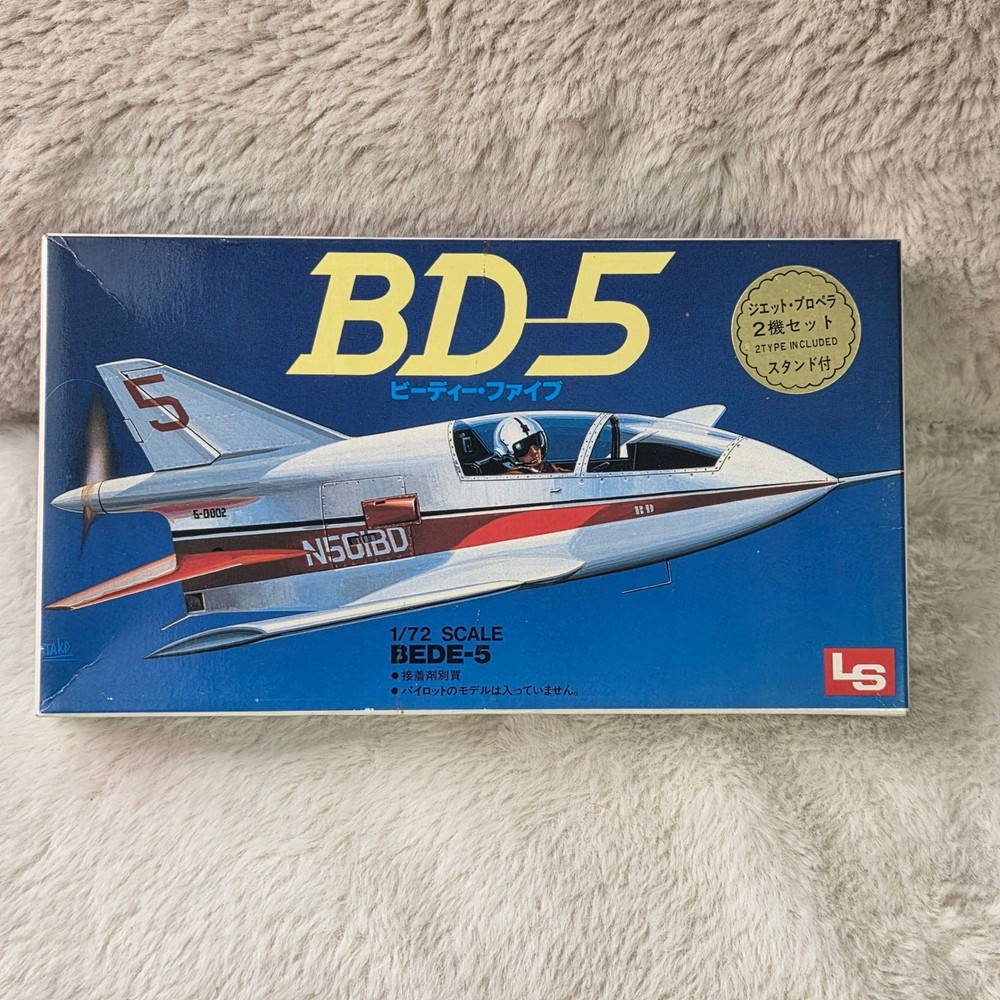 BD-5
ビーディー・ファイブ
ジェット・プロペラ
2機セット
2TYPE INCLUDED
スタンド付
5
5-D002
N501BD
BD
TAKO
1/72 SCALE
BEDE-5
●接着剤別買
●パイロットのモデルは入っていません。
LS